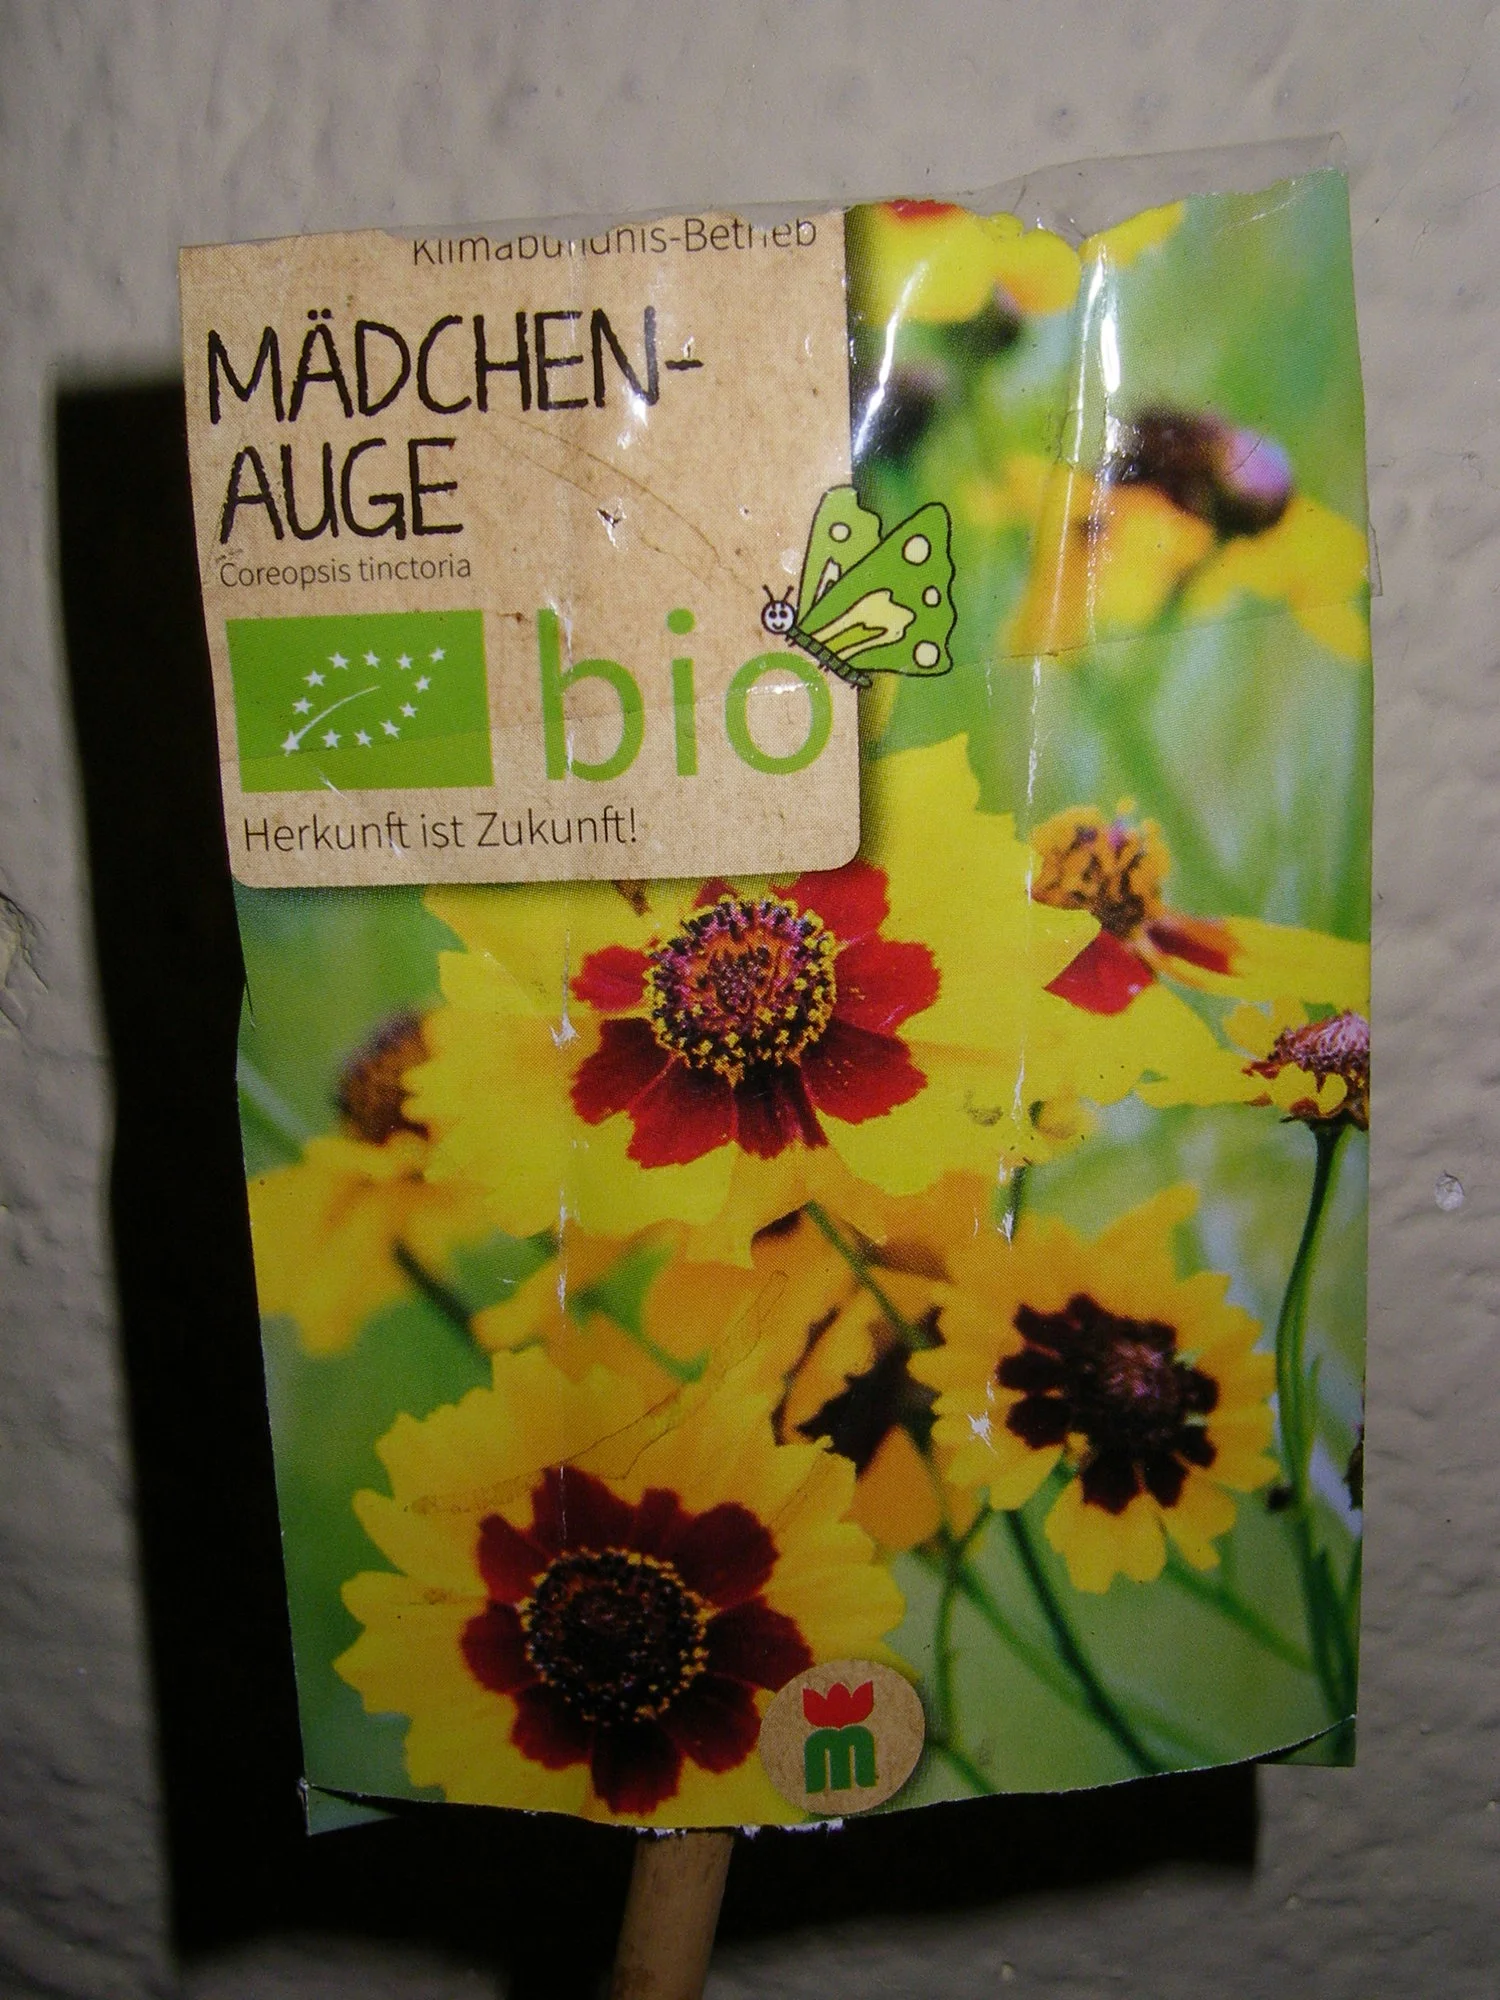 Klimabündnis-Betrieb
MÄDCHEN-
AUGE
Coreopsis tinctoria
bio
Herkunft ist Zukunft!
m